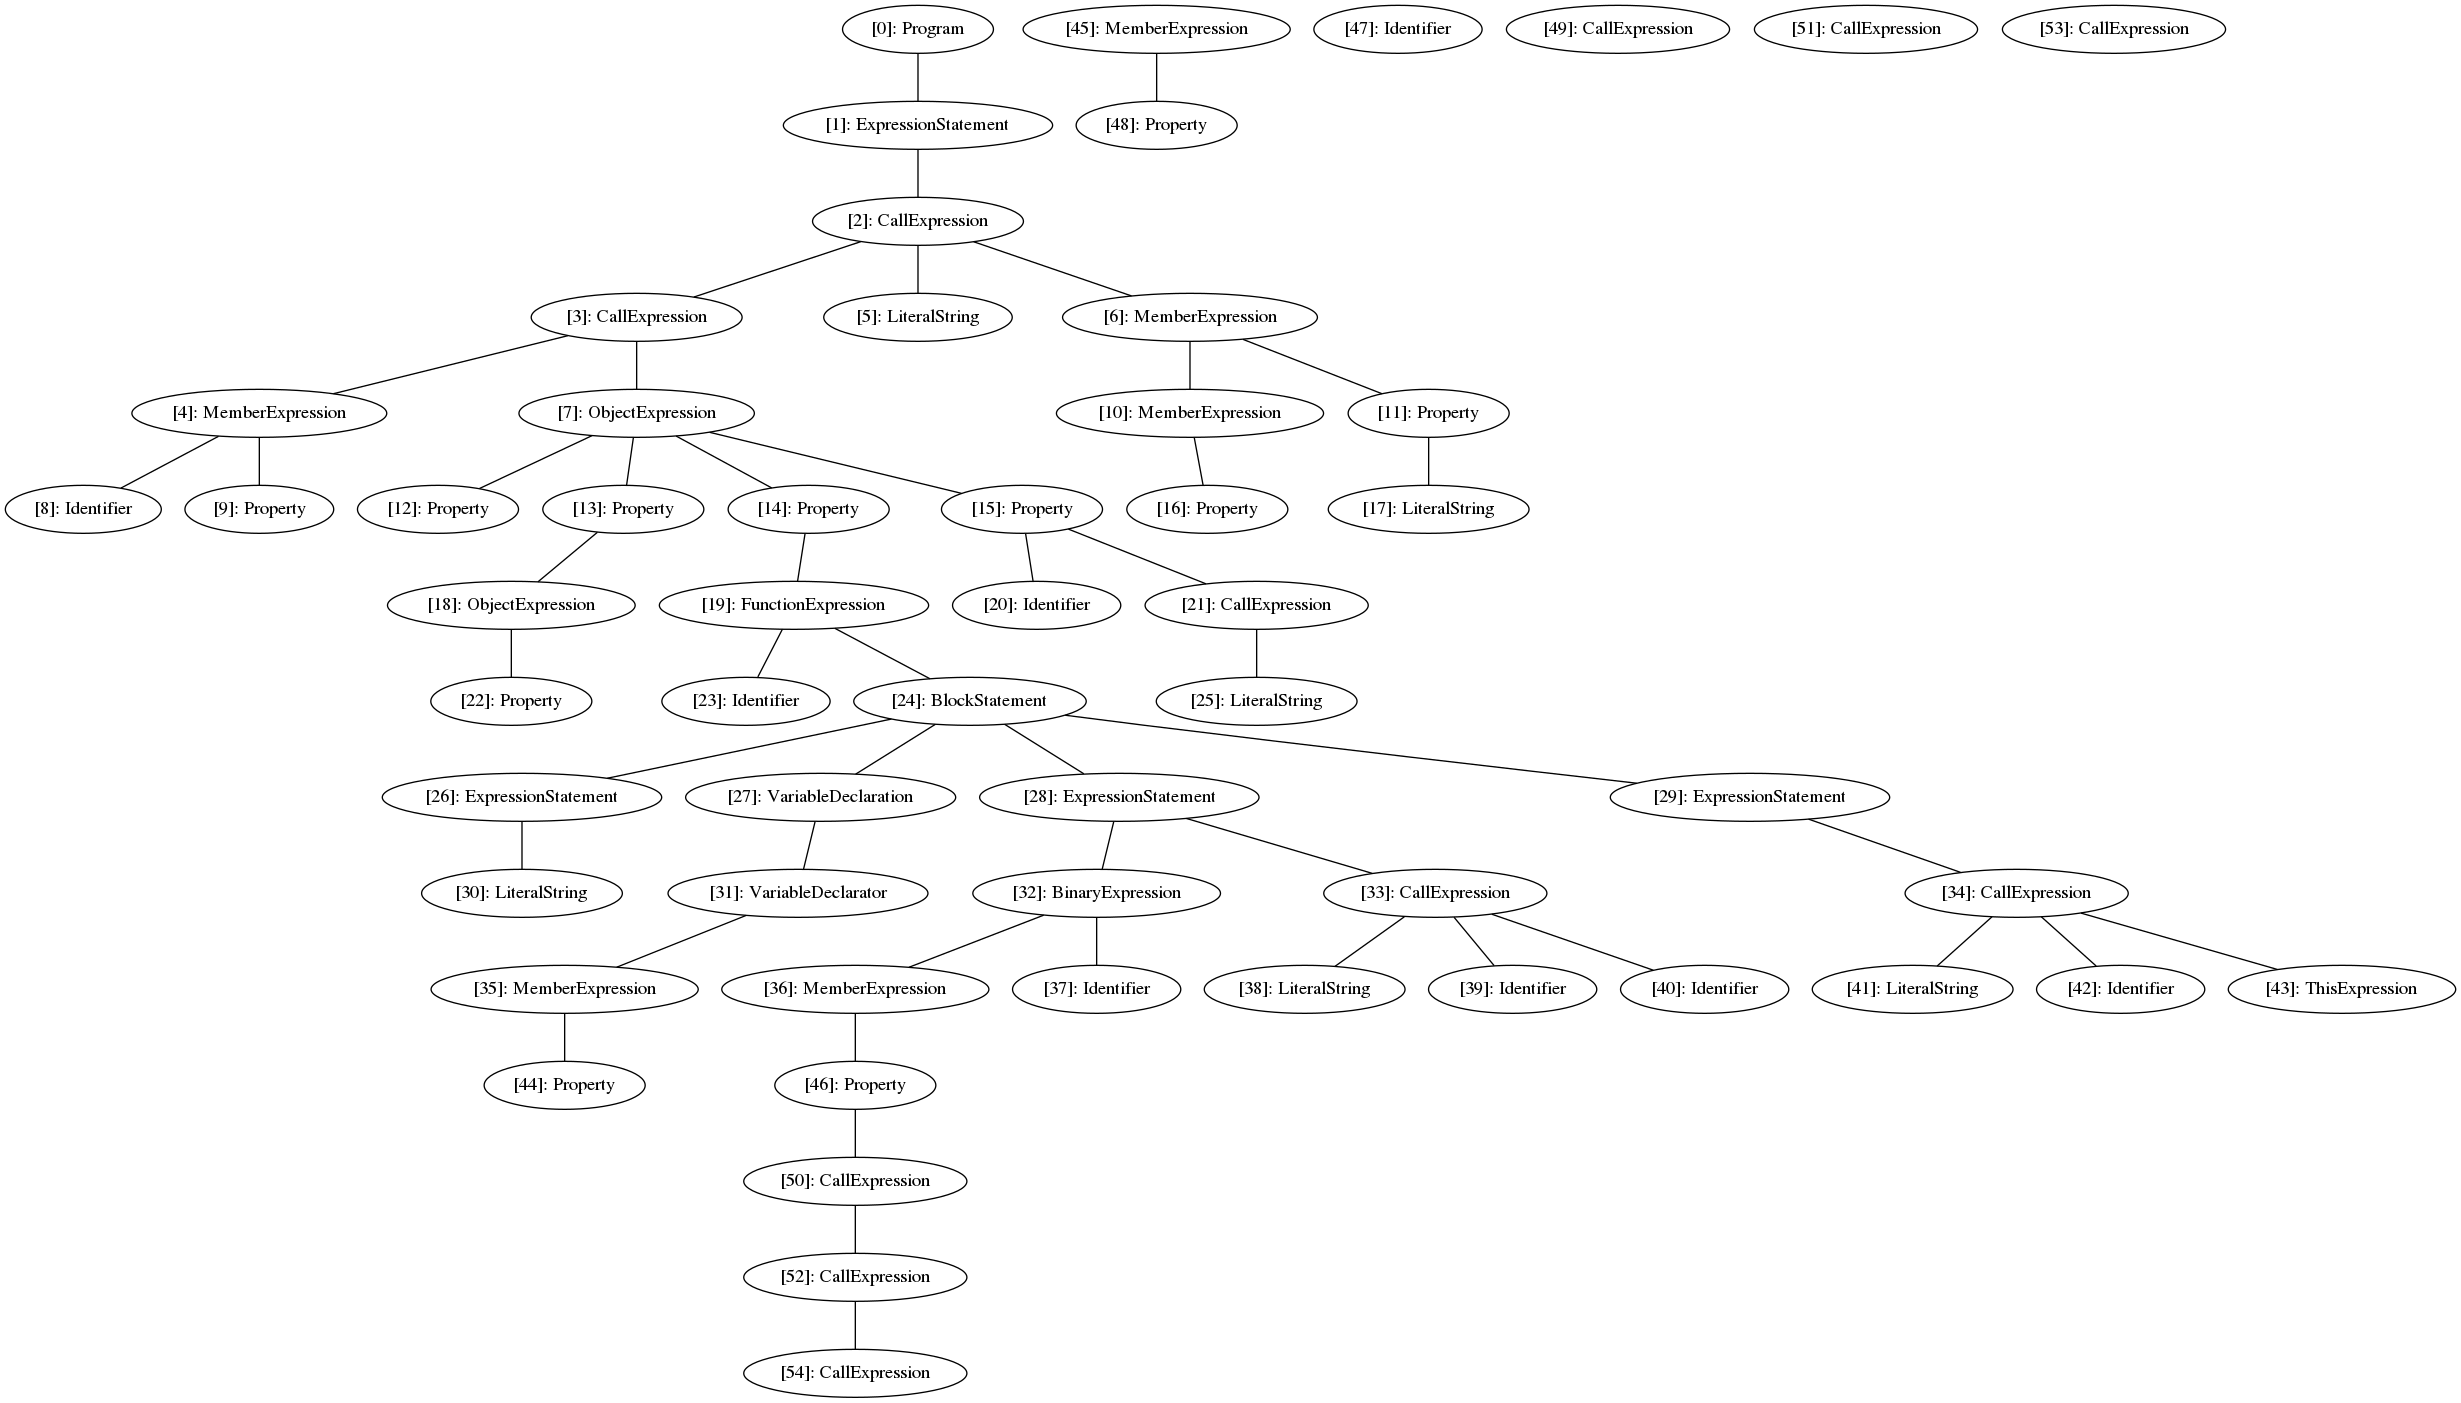 [0]: Program
[45]: MemberExpression
[47]: Identifier
[49]: CallExpression
[51]: CallExpression
[53]: CallExpression
[1]: ExpressionStatement
[48]: Property
[2]: CallExpression
[3]: CallExpression
[5]: LiteralString
[6]: MemberExpression
[4]: MemberExpression
[7]: ObjectExpression
[10]: MemberExpression
[11]: Property
[8]: Identifier
[9]: Property
[12]: Property
[13]: Property
[14]: Property
[15]: Property
[16]: Property
[17]: LiteralString
[18]: ObjectExpression
[19]: FunctionExpression
[20]: Identifier
[21]: CallExpression
[22]: Property
[23]: Identifier
[24]: BlockStatement
[25]: LiteralString
[26]: ExpressionStatement
[27]: VariableDeclaration
[28]: ExpressionStatement
[29]: ExpressionStatement
[30]: LiteralString
[31]: VariableDeclarator
[32]: BinaryExpression
[33]: CallExpression
[34]: CallExpression
[35]: MemberExpression
[36]: MemberExpression
[37]: Identifier
[38]: LiteralString
[39]: Identifier
[40]: Identifier
[41]: LiteralString
[42]: Identifier
[43]: ThisExpression
[44]: Property
[46]: Property
[50]: CallExpression
[52]: CallExpression
[54]: CallExpression